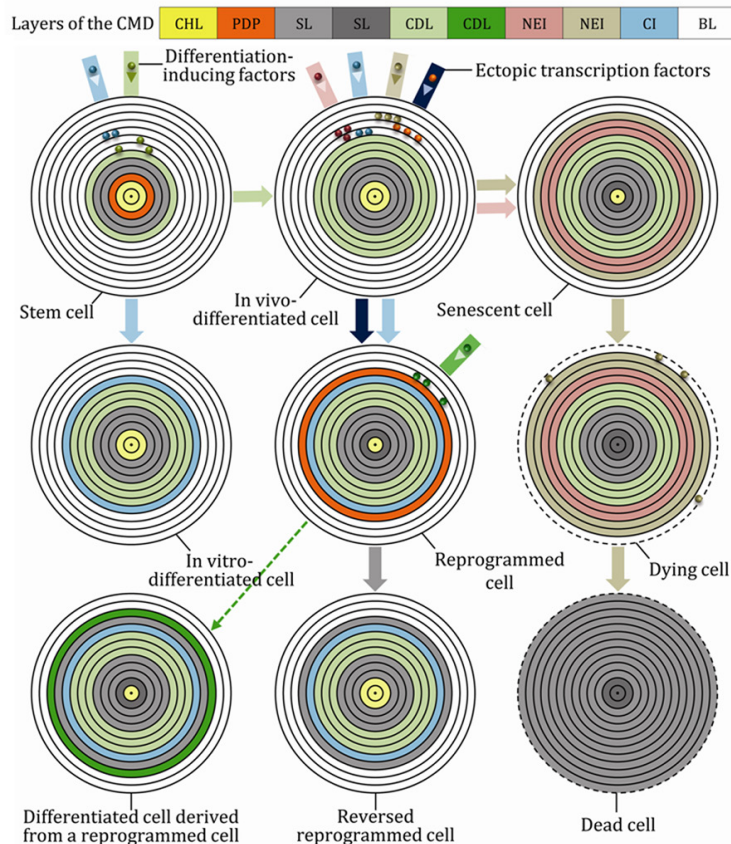 Layers of the CMD CHL PDP SL SL CDL CDL NEI NEI CI BL
Differentiation-
inducing factors
Ectopic transcription factors
Stem cell
In vivo-
differentiated cell
Senescent cell
In vitro-
differentiated cell
Reprogrammed
cell
Dying cell
Differentiated cell derived
from a reprogrammed cell
Reversed
reprogrammed cell
Dead cell